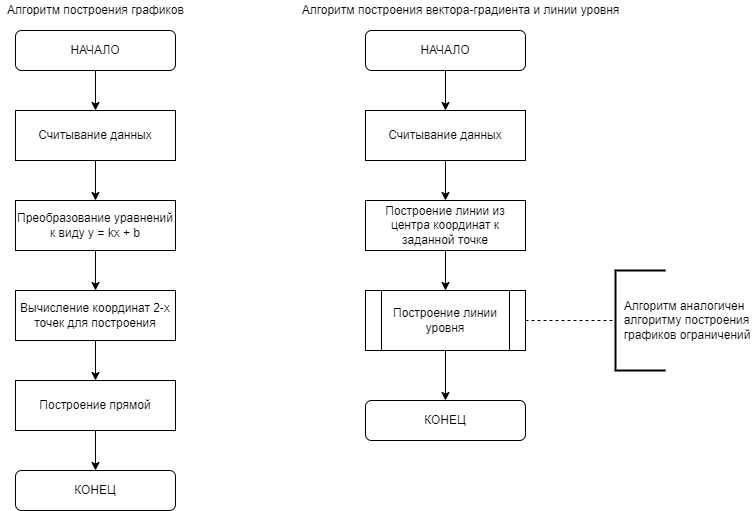 Алгоритм построения графиков
НАЧАЛО
Считывание данных
Преобразование уравнений
к виду y = kx + b
Вычисление координат 2-х
точек для построения
Построение прямой
КОНЕЦ
Алгоритм построения вектора-градиента и линии уровня
НАЧАЛО
Считывание данных
Построение линии из
центра координат к
заданной точке
Построение линии
уровня
КОНЕЦ
Алгоритм аналогичен
алгоритму построения
графиков ограничений